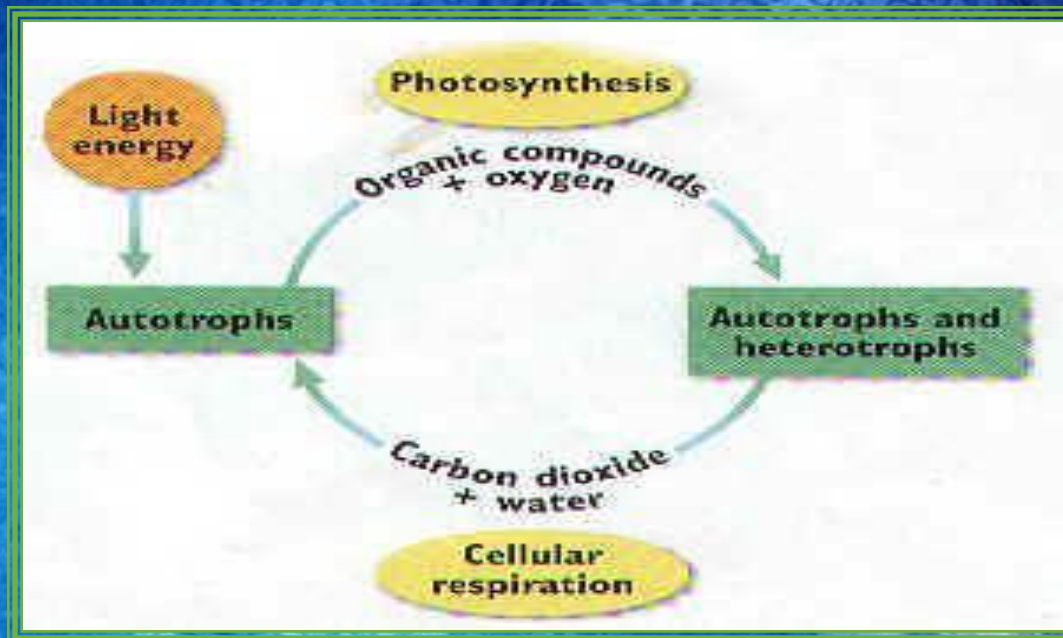 Photosynthesis
Light
energy
Organic compounds
+ oxygen
Autotrophs
Autotrophs and
heterotrophs
Carbon dioxide
+ water
Cellular
respiration